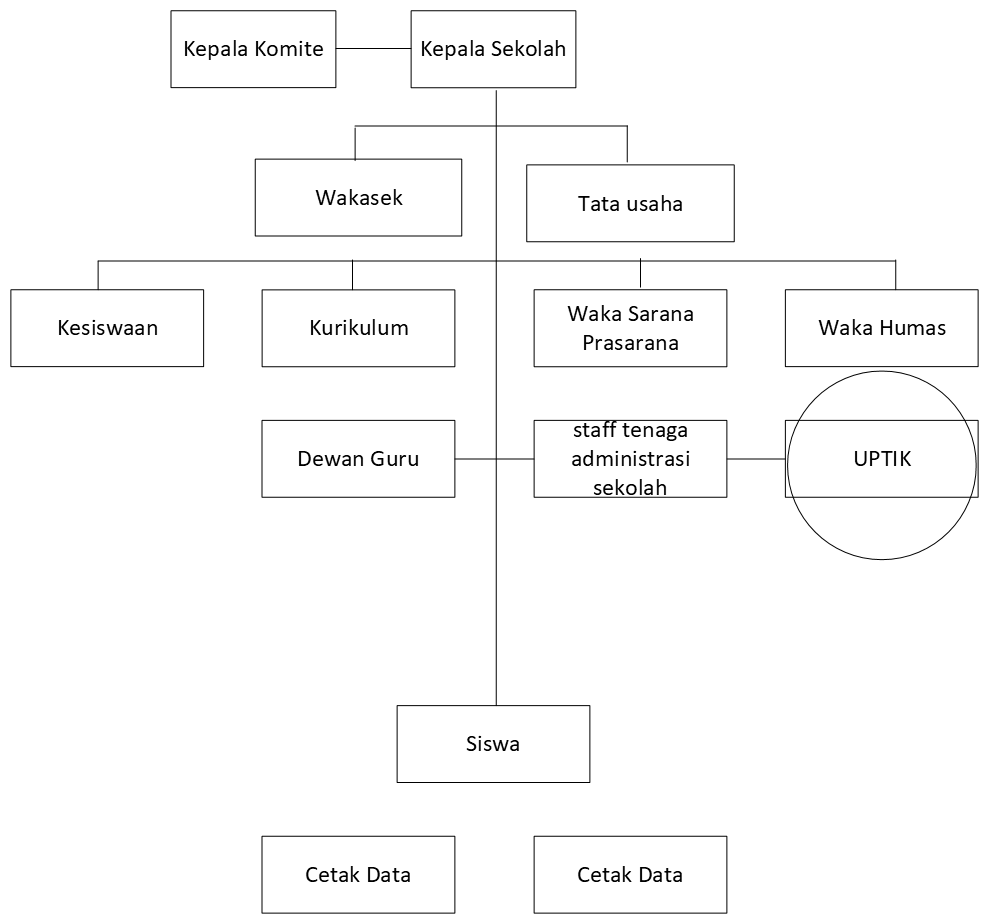 Kepala Komite
Kepala Sekolah
Wakasek
Tata usaha
Kesiswaan
Kurikulum
Waka Sarana
Prasarana
Waka Humas
Dewan Guru
staff tenaga
administrasi
sekolah
UPTIK
Siswa
Cetak Data
Cetak Data